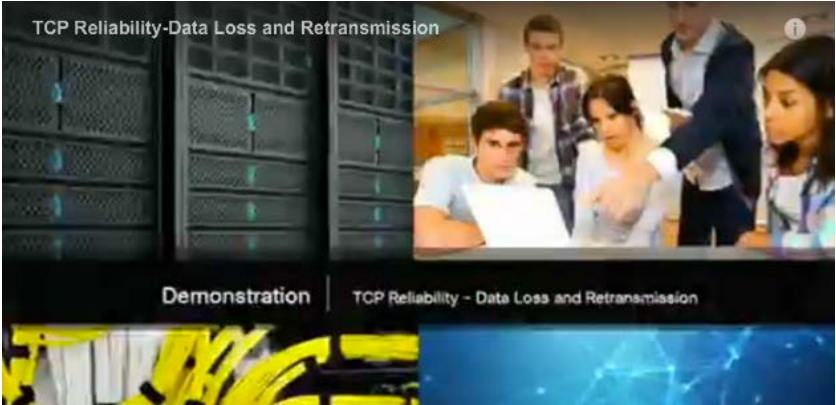 TCP Reliability-Data Loss and Retransmission
Demonstration
TCP Reliability - Data Loss and Retransmission